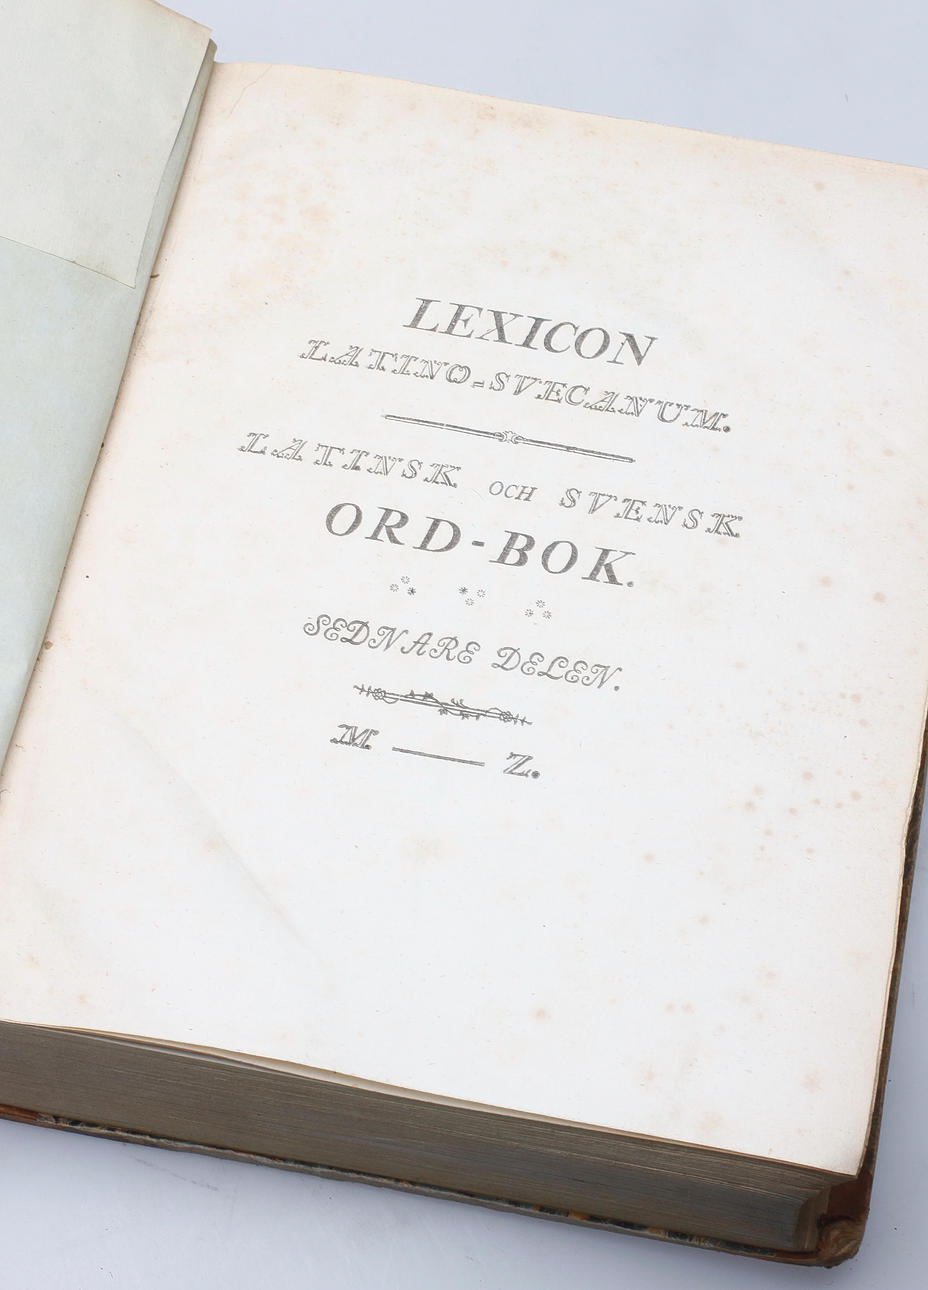 LEXICON
LATINO-SVECANUM.
LATINSK OCH SVENSK
ORD-BOK.
SEDNARE DELEN.
M — Z.